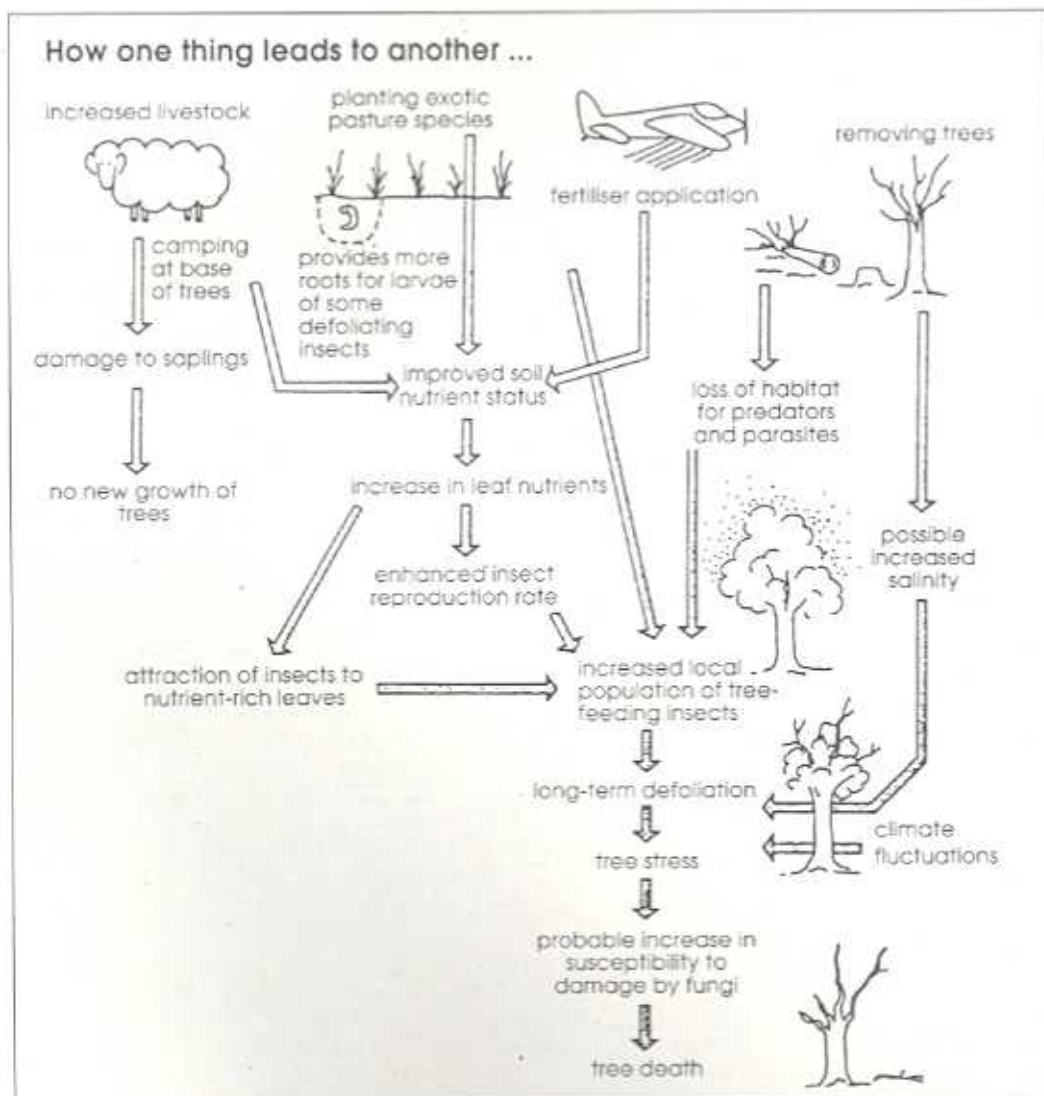 How one thing leads to another ...
increased livestock
planting exotic
pasture species
removing trees
fertiliser application
camping
at base
of trees
provides more
roots for larvae
of some
defoliating
insects
damage to saplings
improved soil
nutrient status
loss of habitat
for predators
and parasites
no new growth of
trees
increase in leaf nutrients
possible
increased
salinity
enhanced insect
reproduction rate
attraction of insects to
nutrient-rich leaves
increased local
population of tree-
feeding insects
long-term defoliation
climate
fluctuations
tree stress
probable increase in
susceptibility to
damage by fungi
tree death